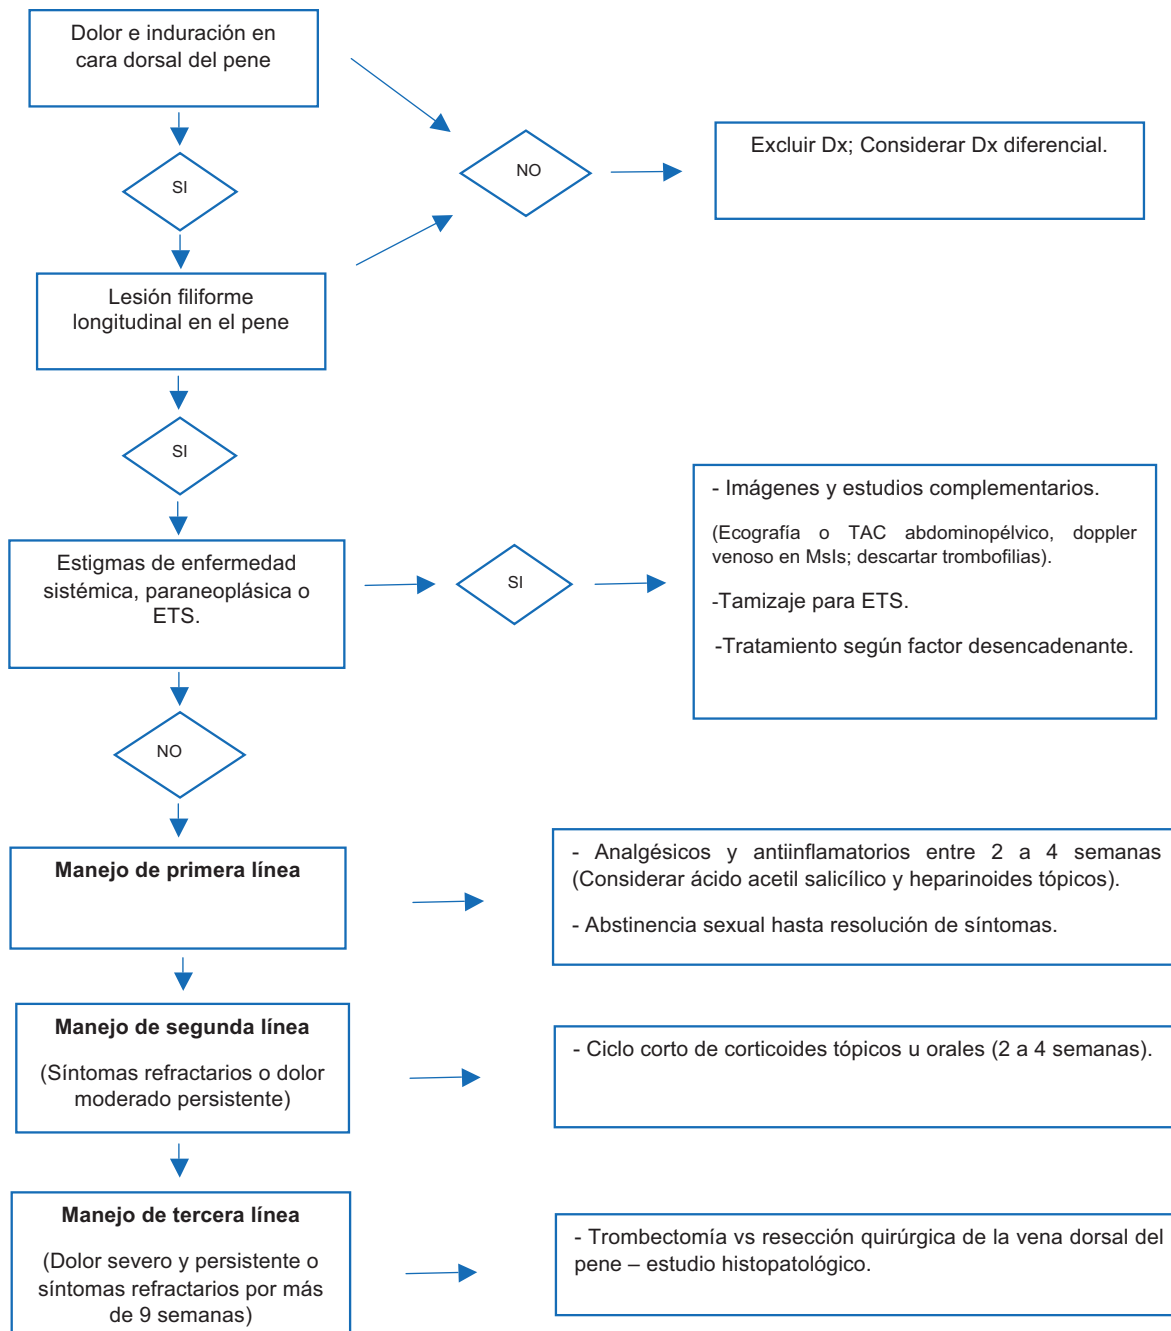 Dolor e induración en
cara dorsal del pene
SI
NO
Excluir Dx; Considerar Dx diferencial.
Lesión filiforme
longitudinal en el pene
SI
Estigmas de enfermedad
sistémica, paraneoplásica o
ETS.
SI
- Imágenes y estudios complementarios.
(Ecografía o TAC abdominopélvico, doppler
venoso en MsIs; descartar trombofilias).
-Tamizaje para ETS.
-Tratamiento según factor desencadenante.
NO
Manejo de primera línea
- Analgésicos y antiinflamatorios entre 2 a 4 semanas
(Considerar ácido acetil salicílico y heparinoides tópicos).
- Abstinencia sexual hasta resolución de síntomas.
Manejo de segunda línea
(Síntomas refractarios o dolor
moderado persistente)
- Ciclo corto de corticoides tópicos u orales (2 a 4 semanas).
Manejo de tercera línea
(Dolor severo y persistente o
síntomas refractarios por más
de 9 semanas)
- Trombectomía vs resección quirúrgica de la vena dorsal del
pene – estudio histopatológico.